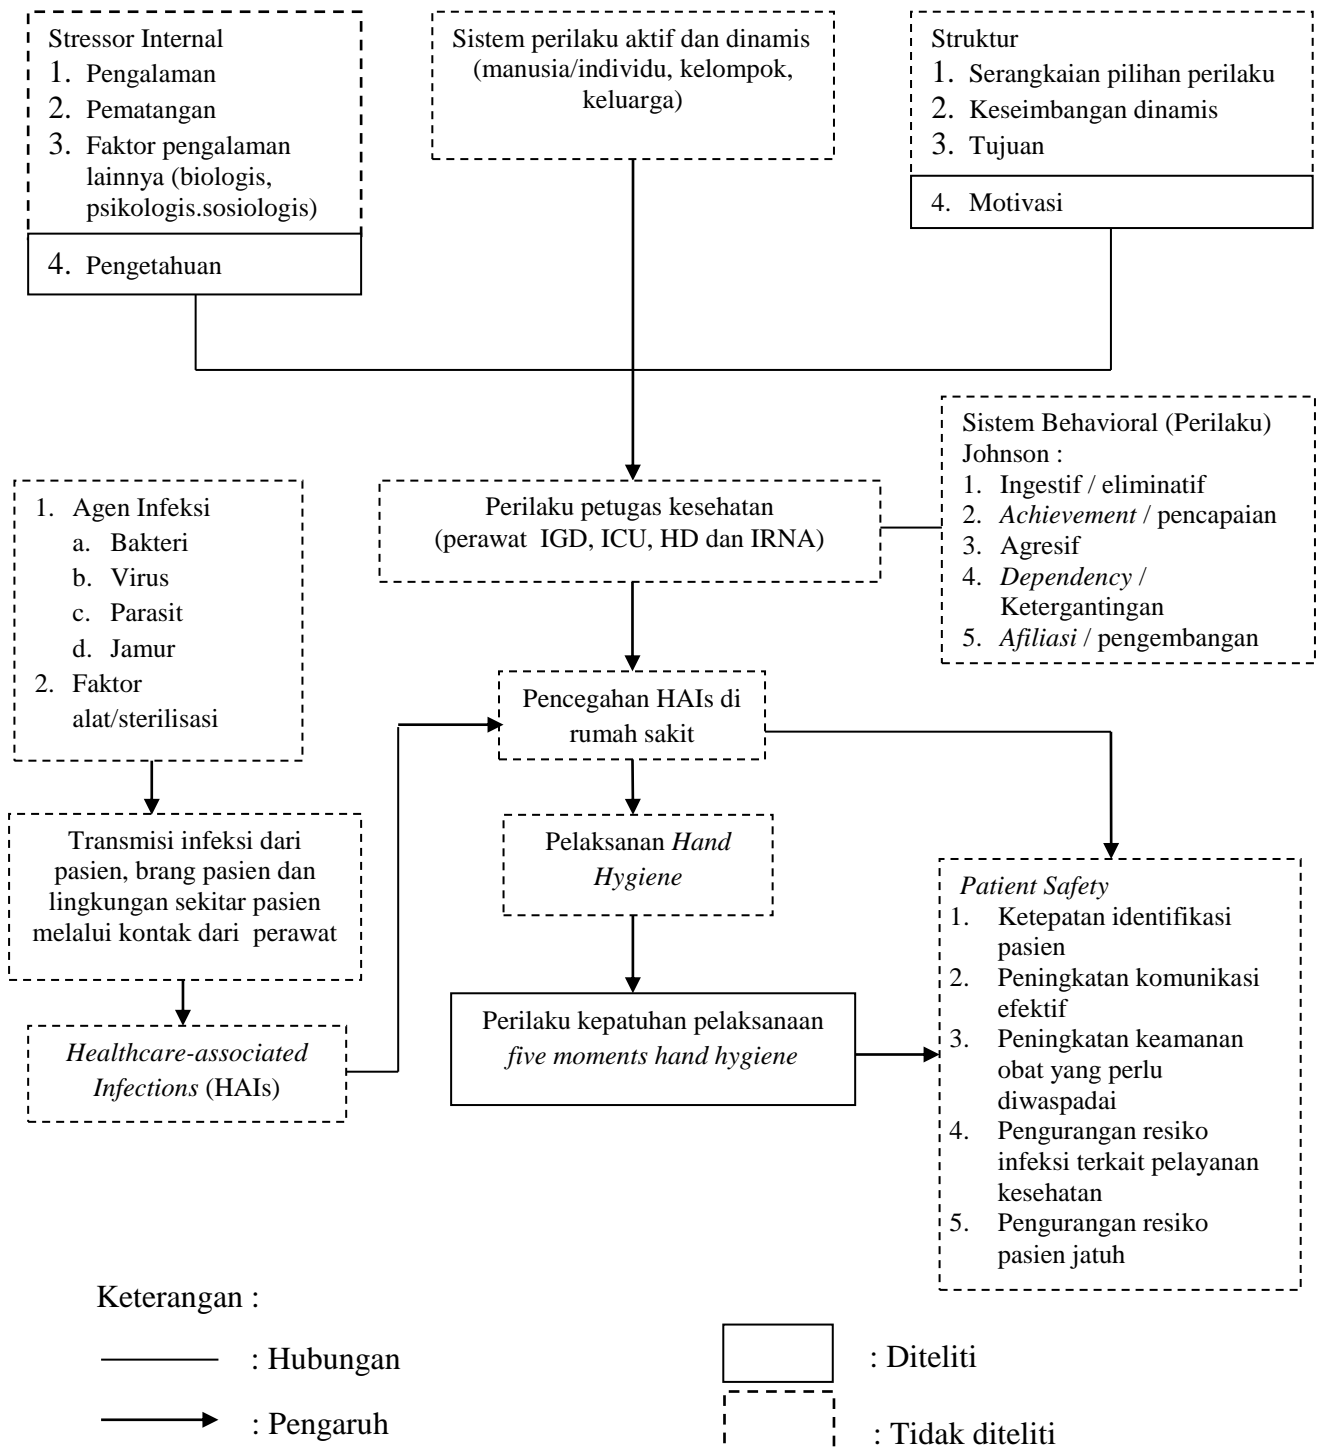 Stressor Internal
1. Pengalaman
2. Pematangan
3. Faktor pengalaman
lainnya (biologis,
psikologis.sosiologis)
4. Pengetahuan
Sistem perilaku aktif dan dinamis
(manusia/individu, kelompok,
keluarga)
Struktur
1. Serangkaian pilihan perilaku
2. Keseimbangan dinamis
3. Tujuan
4. Motivasi
Sistem Behavioral (Perilaku)
Johnson :
1. Ingestif / eliminatif
2. Achievement / pencapaian
3. Agresif
4. Dependency /
Ketergantingan
5. Afiliasi / pengembangan
Perilaku petugas kesehatan
(perawat IGD, ICU, HD dan IRNA)
1. Agen Infeksi
a. Bakteri
b. Virus
c. Parasit
d. Jamur
2. Faktor
alat/sterilisasi
Pencegahan HAIs di
rumah sakit
Transmisi infeksi dari
pasien, brang pasien dan
lingkungan sekitar pasien
melalui kontak dari perawat
Pelaksanan Hand
Hygiene
Healthcare-associated
Infections (HAIs)
Perilaku kepatuhan pelaksanaan
five moments hand hygiene
Patient Safety
1. Ketepatan identifikasi
pasien
2. Peningkatan komunikasi
efektif
3. Peningkatan keamanan
obat yang perlu
diwaspadai
4. Pengurangan resiko
infeksi terkait pelayanan
kesehatan
5. Pengurangan resiko
pasien jatuh
Keterangan :
: Hubungan
: Diteliti
: Pengaruh
: Tidak diteliti